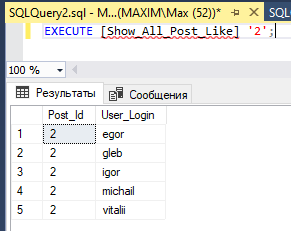 SQLQuery2.sql - M...(MAXIM\Max (52))*
SQL
EXECUTE [Show_All_Post_Like] '2';
100 %
Результаты Сообщения
Post_Id User_Login
1 2 egor
2 2 gleb
3 2 igor
4 2 michail
5 2 vitalii